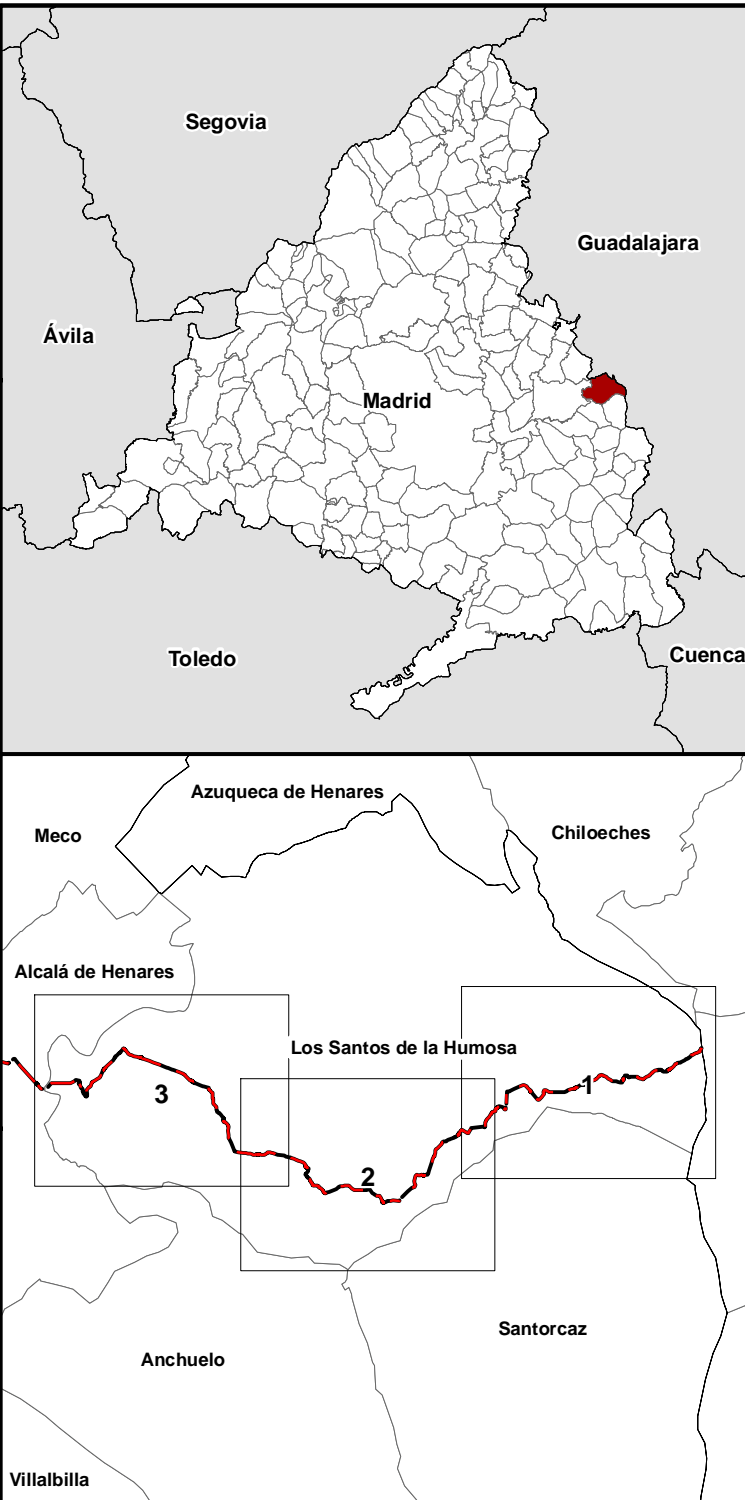 Segovia
Guadalajara
Ávila
Madrid
Toledo
Cuenca
Azuqueca de Henares
Meco
Chiloeches
Alcalá de Henares
Los Santos de la Humosa
1
3
2
Santorcaz
Anchuelo
Villalbilla